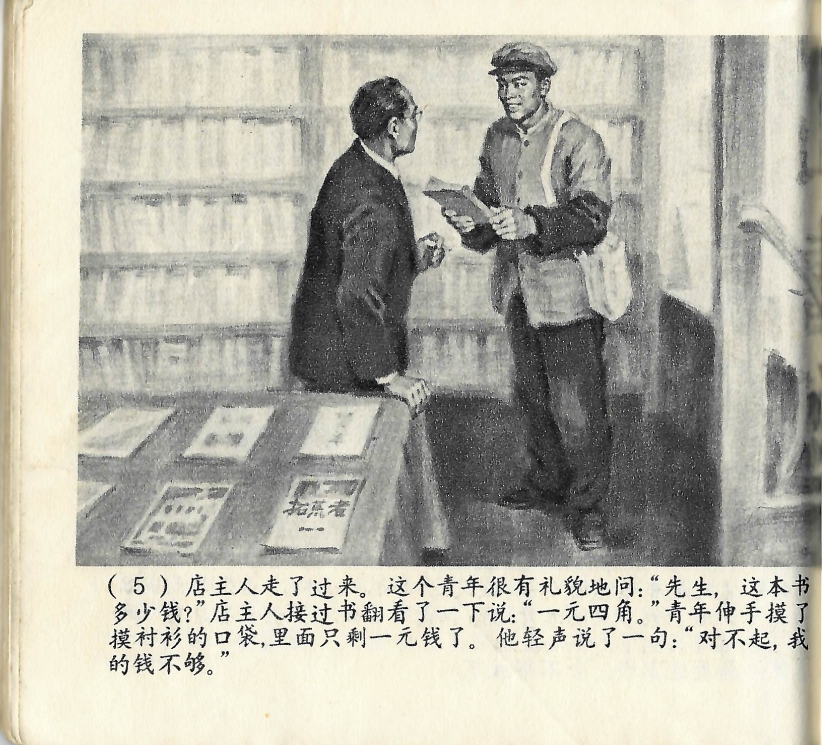 拓荒者
(5)店主人走了过来。这个青年很有礼貌地问:“先生，这本书
多少钱?”店主人接过书翻看了一下说:“一元四角。”青年伸手摸了
摸衬衫的口袋,里面只剩一元钱了。他轻声说了一句:“对不起,我
的钱不够。”